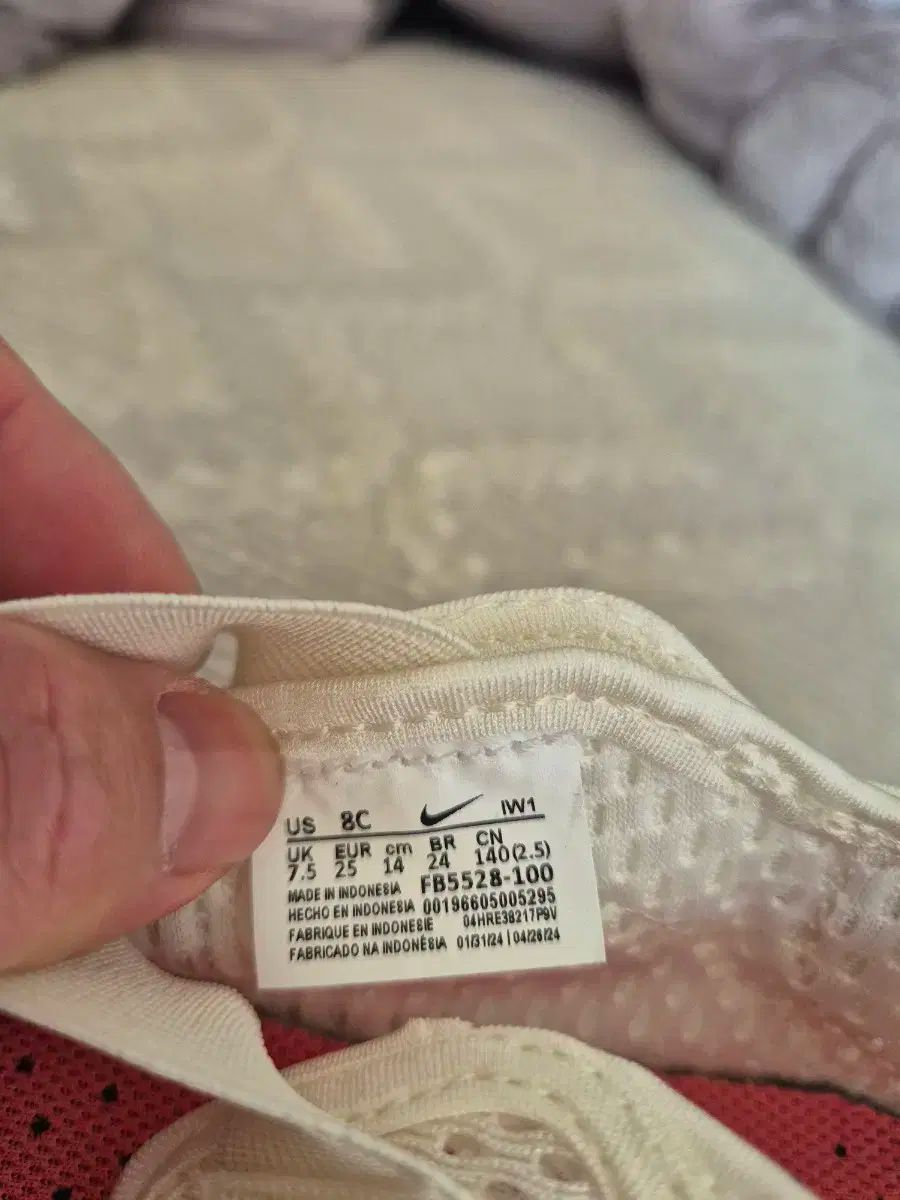 US 8C IW1
UK EUR cm BR CN
7.5 25 14 24 140(2.5)
MADE IN INDONESIA FB5528-100
HECHO EN INDONESIA 00196605005295
FABRIQUE EN INDONESIE 04HRE38217P9V
FABRICADO NA INDONÉSIA 01/31/24 | 04/26/24